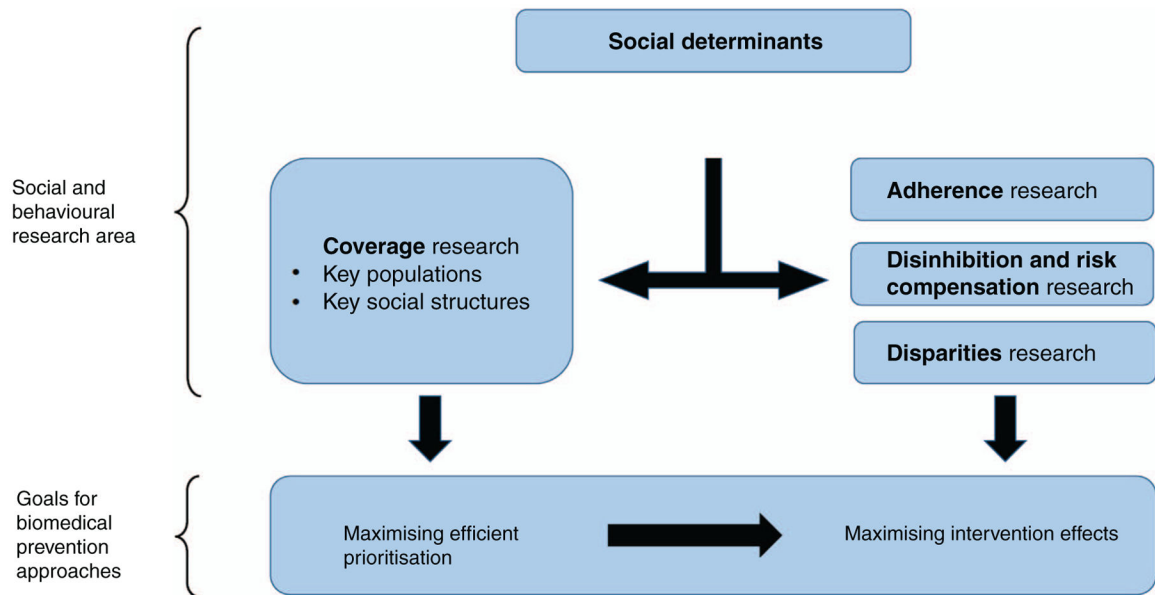 Social determinants
Social and
behavioural
research area
Coverage research
• Key populations
• Key social structures
Adherence research
Disinhibition and risk
compensation research
Disparities research
Goals for
biomedical
prevention
approaches
Maximising efficient
prioritisation
Maximising intervention effects